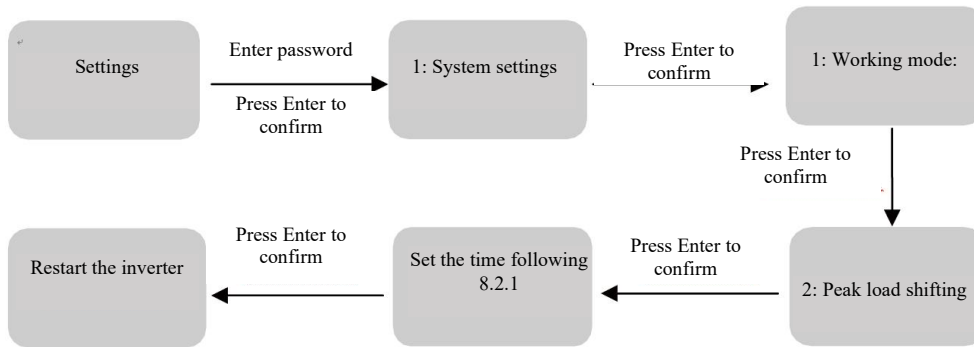 Settings
Enter password
Press Enter to
confirm
1: System settings
Press Enter to
confirm
1: Working mode:
Press Enter to
confirm
2: Peak load shifting
Press Enter to
confirm
Set the time following
8.2.1
Press Enter to
confirm
Restart the inverter